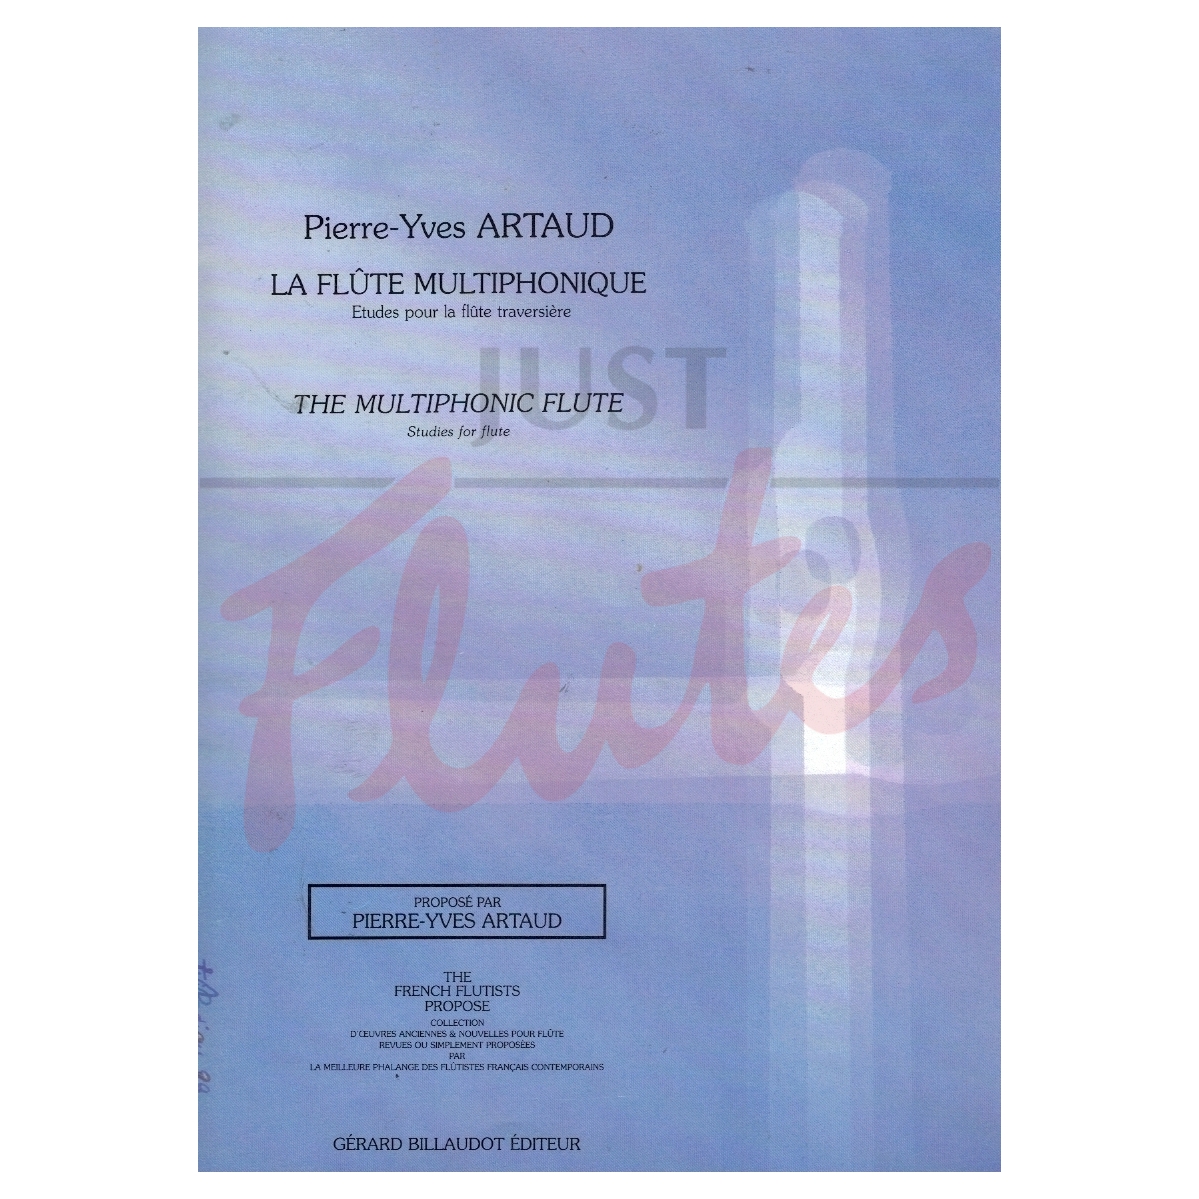 Pierre-Yves ARTAUD
LA FLÛTE MULTIPHONIQUE
Etudes pour la flûte traversière
JUST
THE MULTIPHONIC FLUTE
Studies for flute
Flutes
PROPOSÉ PAR
PIERRE-YVES ARTAUD
THE
FRENCH FLUTISTS
PROPOSE
COLLECTION
D'ŒUVRES ANCIENNES & NOUVELLES POUR FLÛTE
REVUES OU SIMPLEMENT PROPOSÉES
PAR
LA MEILLEURE PHALANGE DES FLÛTISTES FRANÇAIS CONTEMPORAINS
GÉRARD BILLAUDOT ÉDITEUR